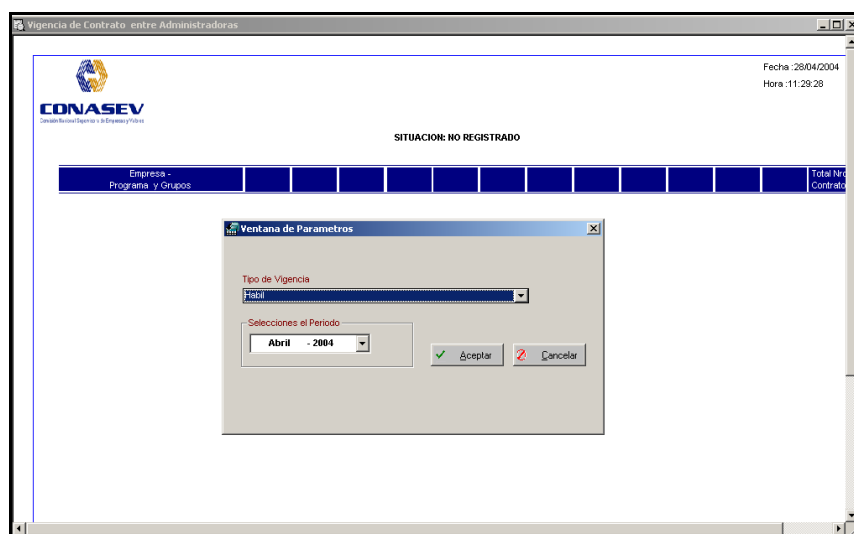 Vigencia de Contrato entre Administradoras
Fecha :28/04/2004
Hora :11:29:28
CONASEV
SITUACION: NO REGISTRADO
Empresa -
Programa y Grupos
Total Nro
Contrato
Ventana de Parametros
Tipo de Vigencia
Habil
Selecciones el Periodo
Abril - 2004
Aceptar
Cancelar